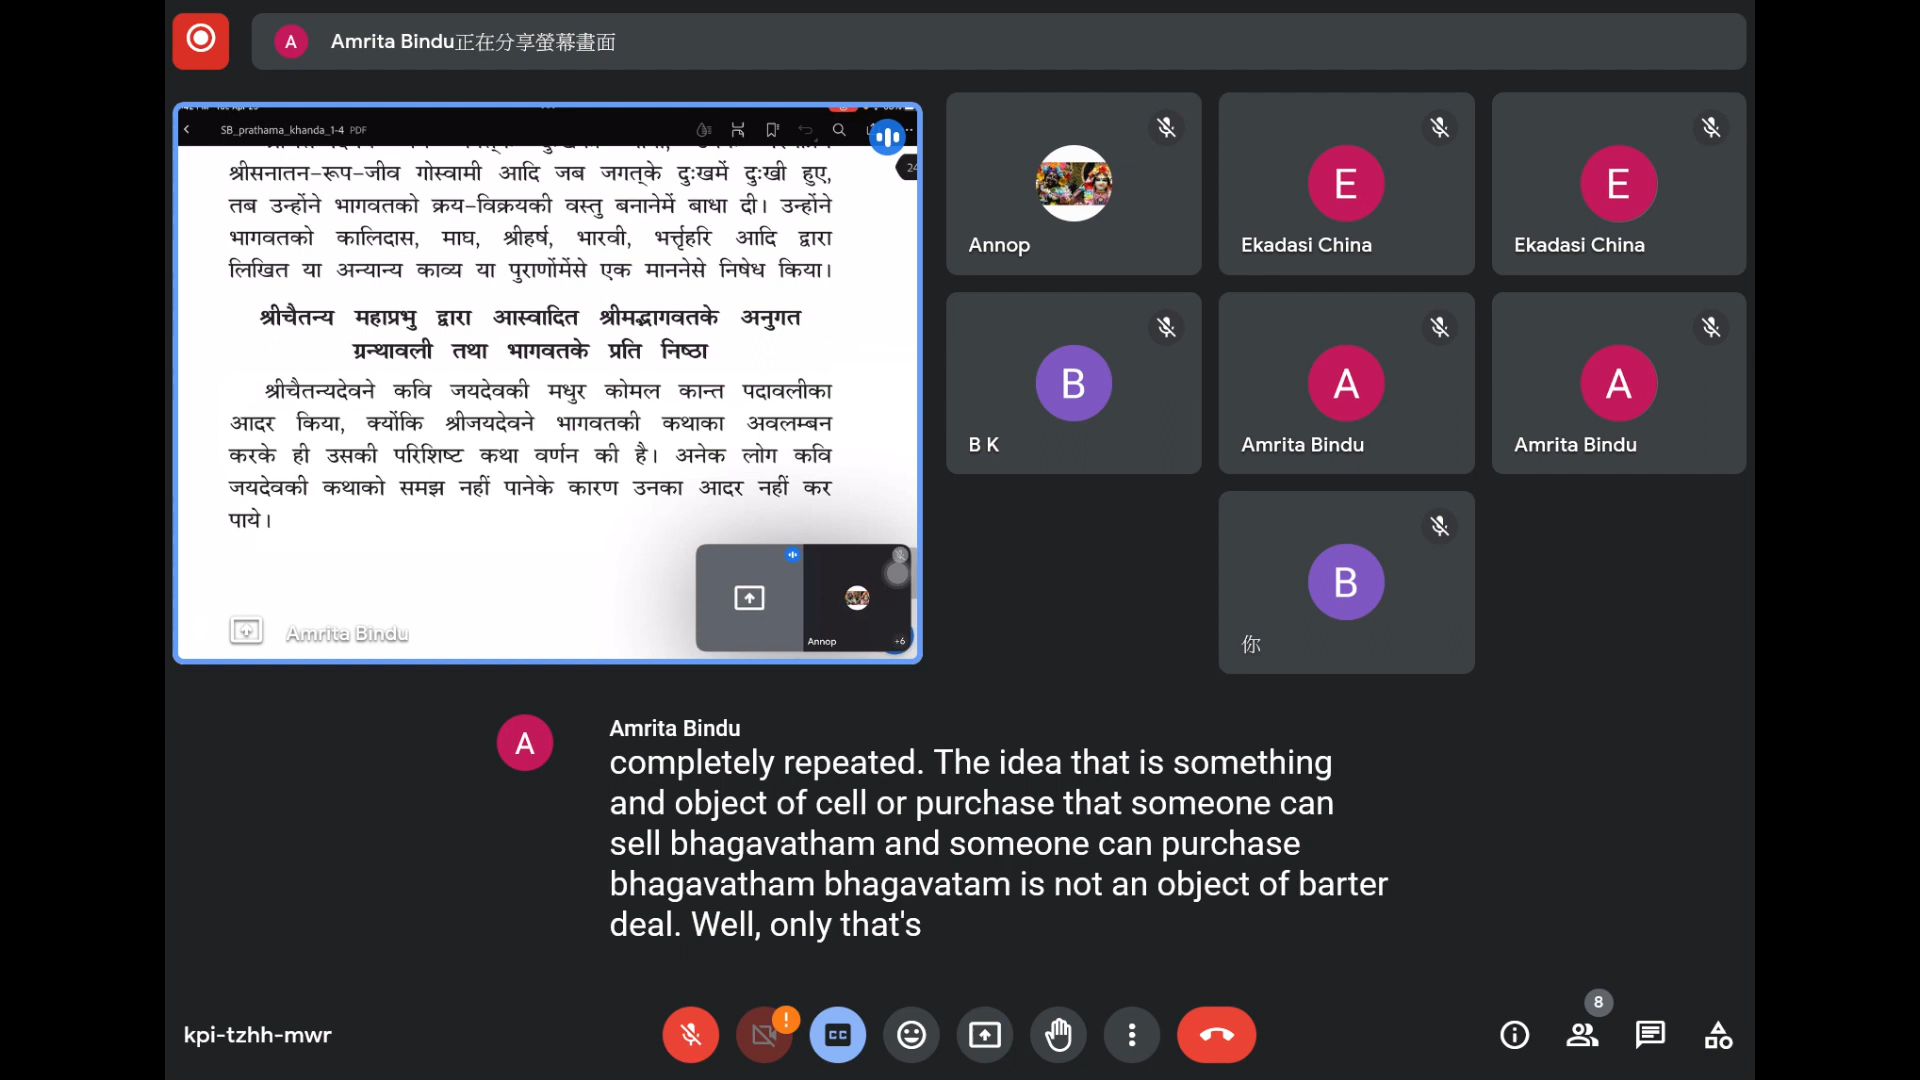 A Amrita Bindu正在分享螢幕畫面
SB_prathama_khanda_1-4 PDF
श्रीसनातन-रूप-जीव गोस्वामी आदि जब जगत्‌के दुःखमें दुःखी हुए,
तब उन्होंने भागवतको क्रय-विक्रयकी वस्तु बनानेमें बाधा दी। उन्होंने
भागवतको कालिदास, माघ, श्रीहर्ष, भारवी, भर्त्तृहरि आदि द्वारा
लिखित या अन्यान्य काव्य या पुराणोंमेंसे एक माननेसे निषेध किया।
श्रीचैतन्य महाप्रभु द्वारा आस्वादित श्रीमद्भागवतके अनुगत
ग्रन्थावली तथा भागवतके प्रति निष्ठा
श्रीचैतन्यदेवने कवि जयदेवकी मधुर कोमल कान्त पदावलीका
आदर किया, क्योंकि श्रीजयदेवने भागवतकी कथाका अवलम्बन
करके ही उसकी परिशिष्ट कथा वर्णन की है। अनेक लोग कवि
जयदेवकी कथाको समझ नहीं पानेके कारण उनका आदर नहीं कर
पाये।
Annop
+6
Amrita Bindu
Annop
E
Ekadasi China
E
Ekadasi China
B
B K
A
Amrita Bindu
A
Amrita Bindu
B
你
A
Amrita Bindu
completely repeated. The idea that is something
and object of cell or purchase that someone can
sell bhagavatham and someone can purchase
bhagavatham bhagavatam is not an object of barter
deal. Well, only that's
kpi-tzhh-mwr
!
CC
8